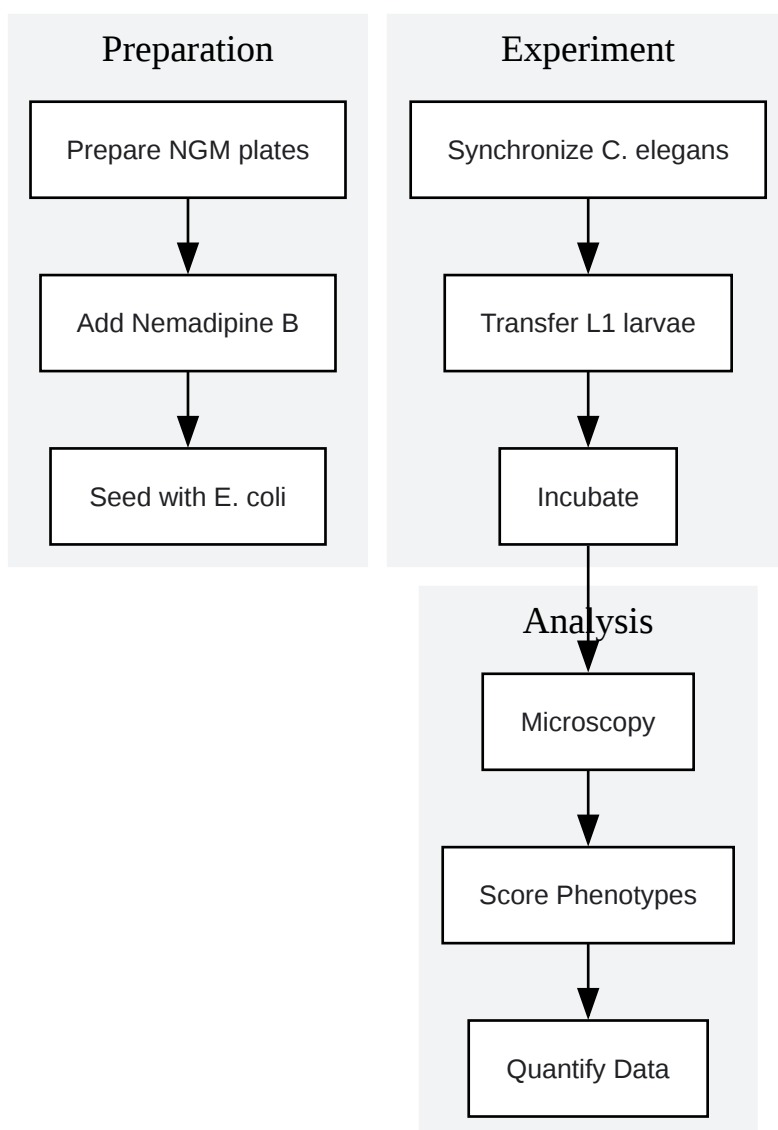 Preparation
Prepare NGM plates
Add Nemadipine B
Seed with E. coli
Experiment
Synchronize C. elegans
Transfer L1 larvae
Incubate
Analysis
Microscopy
Score Phenotypes
Quantify Data